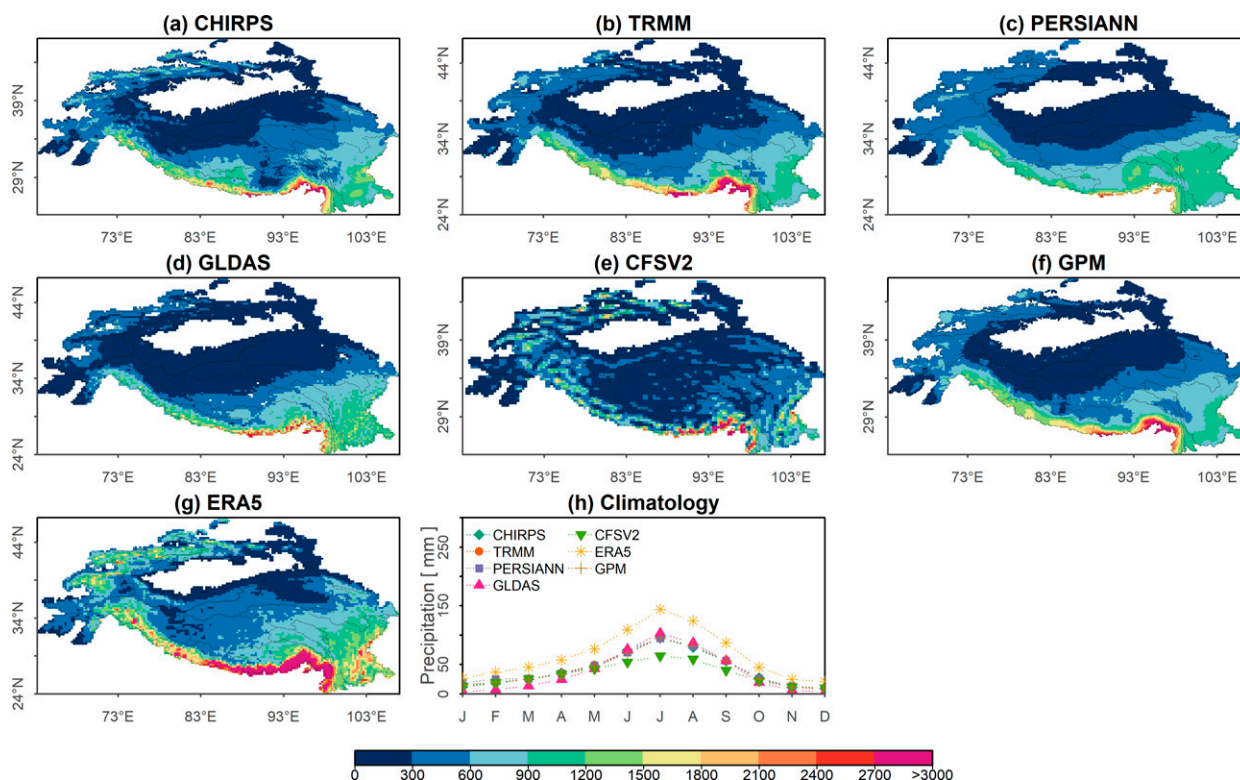 (a) CHIRPS
(b) TRMM
(c) PERSIANN
39°N
29°N
73°E 83°E 93°E 103°E
44°N
34°N
24°N
73°E 83°E 93°E 103°E
44°N
34°N
24°N
73°E 83°E 93°E 103°E
(d) GLDAS
(e) CFSV2
(f) GPM
44°N
34°N
24°N
73°E 83°E 93°E 103°E
39°N
29°N
73°E 83°E 93°E 103°E
39°N
29°N
73°E 83°E 93°E 103°E
(g) ERA5
(h) Climatology
44°N
34°N
24°N
73°E 83°E 93°E 103°E
Precipitation [ mm ]
250
150
50
0
CHIRPS CFSV2
TRMM ERA5
PERSIANN GPM
GLDAS
J F M A M J J A S O N D
0 300 600 900 1200 1500 1800 2100 2400 2700 >3000